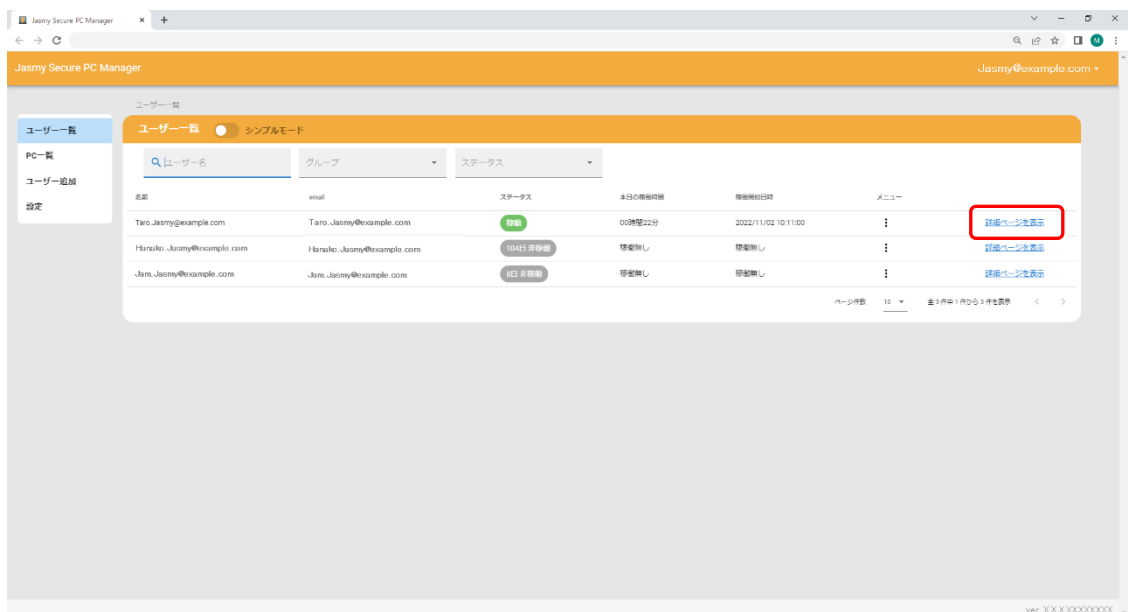 Jasmy Secure PC Manager
M
Jasmy Secure PC Manager Jasmy@example.com
ユーザー一覧
ユーザー一覧
PC一覧
ユーザー追加
設定
ユーザー一覧 シンプルモード
ユーザー名 グループ ステータス
名前 email ステータス 本日の稼働時間 稼働開始日時 メニュー
Taro.Jasmy@example.com Taro.Jasmy@example.com 稼働 00時間22分 2022/11/02 10:11:00 詳細ページを表示
Hanako.Jasmy@example.com Hanako.Jasmy@example.com 104日 非稼働 稼働無し 稼働無し 詳細ページを表示
Jam.Jasmy@example.com Jam.Jasmy@example.com 非稼働 稼働無し 稼働無し 詳細ページを表示
ページ件数 10 全3件中1件から3件を表示